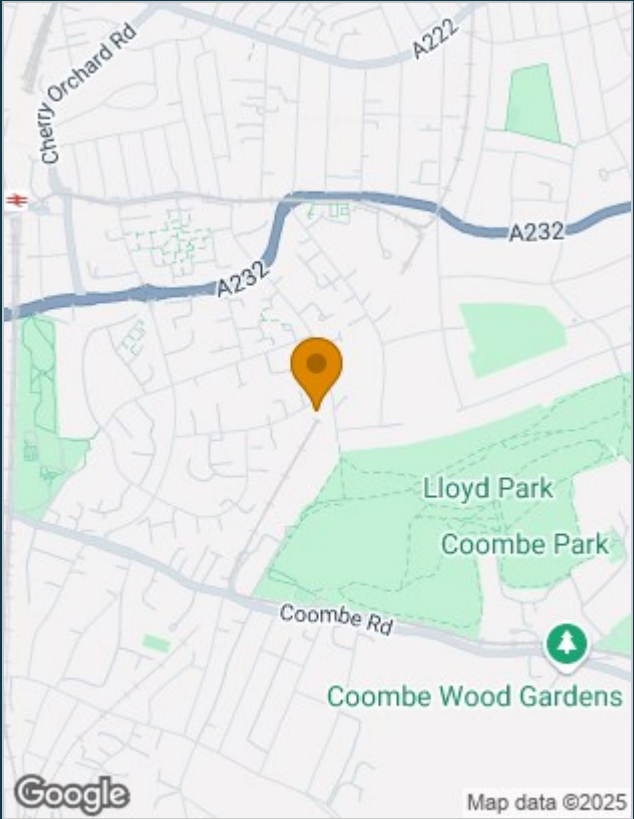 A222
Cherry Orchard Rd
A232
A232
Lloyd Park
Coombe Park
Coombe Rd
Coombe Wood Gardens
Google
Map data ©2025